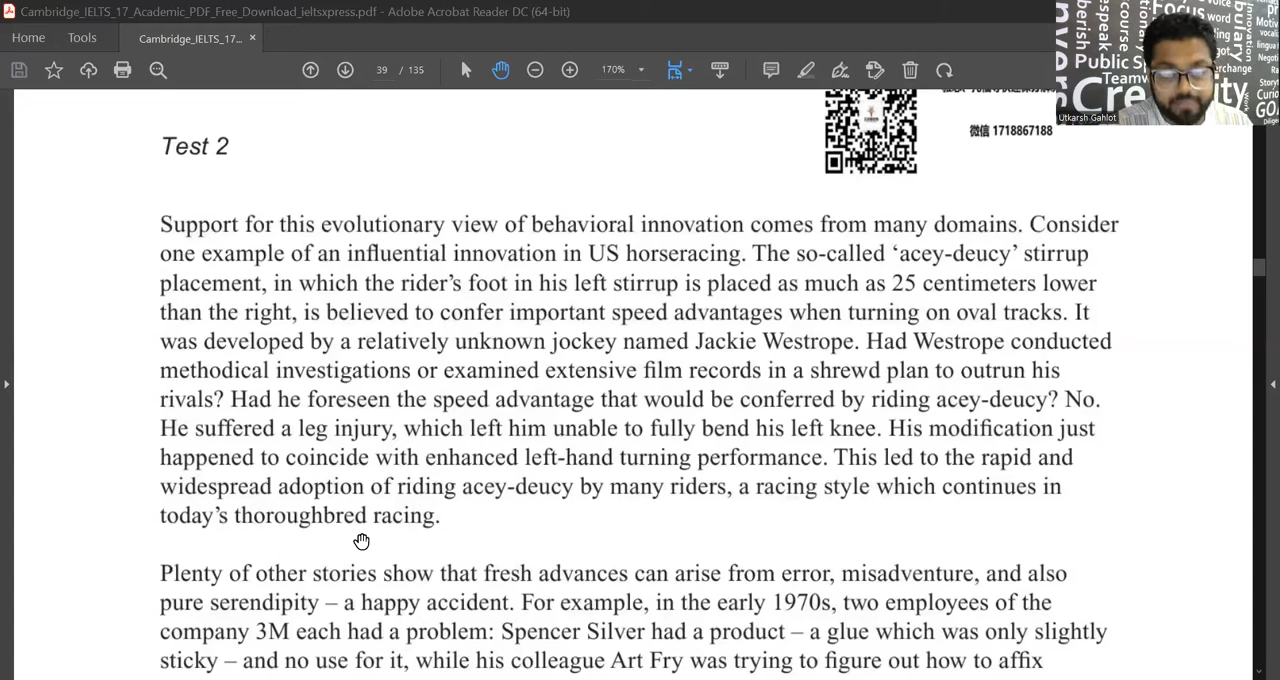 Cambridge_IELTS_17_Academic_PDF_Free_Download_ieltsxpress.pdf - Adobe Acrobat Reader DC (64-bit)
Home Tools Cambridge_IELTS_17... ×
39 / 135 170%
Test 2
微信 1718867188
Creativity
Public Sp
Focus
Utkarsh Gahlot
Support for this evolutionary view of behavioral innovation comes from many domains. Consider
one example of an influential innovation in US horseracing. The so-called ‘acey-deucy’ stirrup
placement, in which the rider’s foot in his left stirrup is placed as much as 25 centimeters lower
than the right, is believed to confer important speed advantages when turning on oval tracks. It
was developed by a relatively unknown jockey named Jackie Westrope. Had Westrope conducted
methodical investigations or examined extensive film records in a shrewd plan to outrun his
rivals? Had he foreseen the speed advantage that would be conferred by riding acey-deucy? No.
He suffered a leg injury, which left him unable to fully bend his left knee. His modification just
happened to coincide with enhanced left-hand turning performance. This led to the rapid and
widespread adoption of riding acey-deucy by many riders, a racing style which continues in
today’s thoroughbred racing.
Plenty of other stories show that fresh advances can arise from error, misadventure, and also
pure serendipity – a happy accident. For example, in the early 1970s, two employees of the
company 3M each had a problem: Spencer Silver had a product – a glue which was only slightly
sticky – and no use for it, while his colleague Art Fry was trying to figure out how to affix